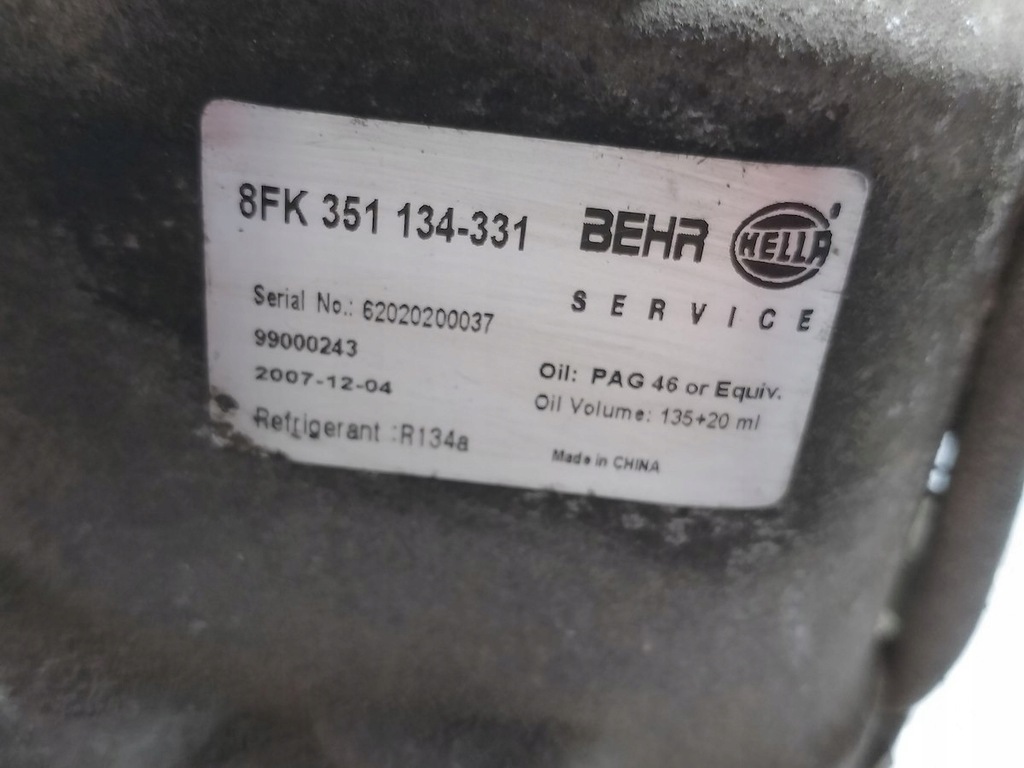 8FK 351 134-331
BEHR HELLA
SERVICE
Serial No.: 62020200037
99000243
2007-12-04
Refrigerant :R134a
Oil: PAG 46 or Equiv.
Oil Volume: 135+20 ml
Made in CHINA